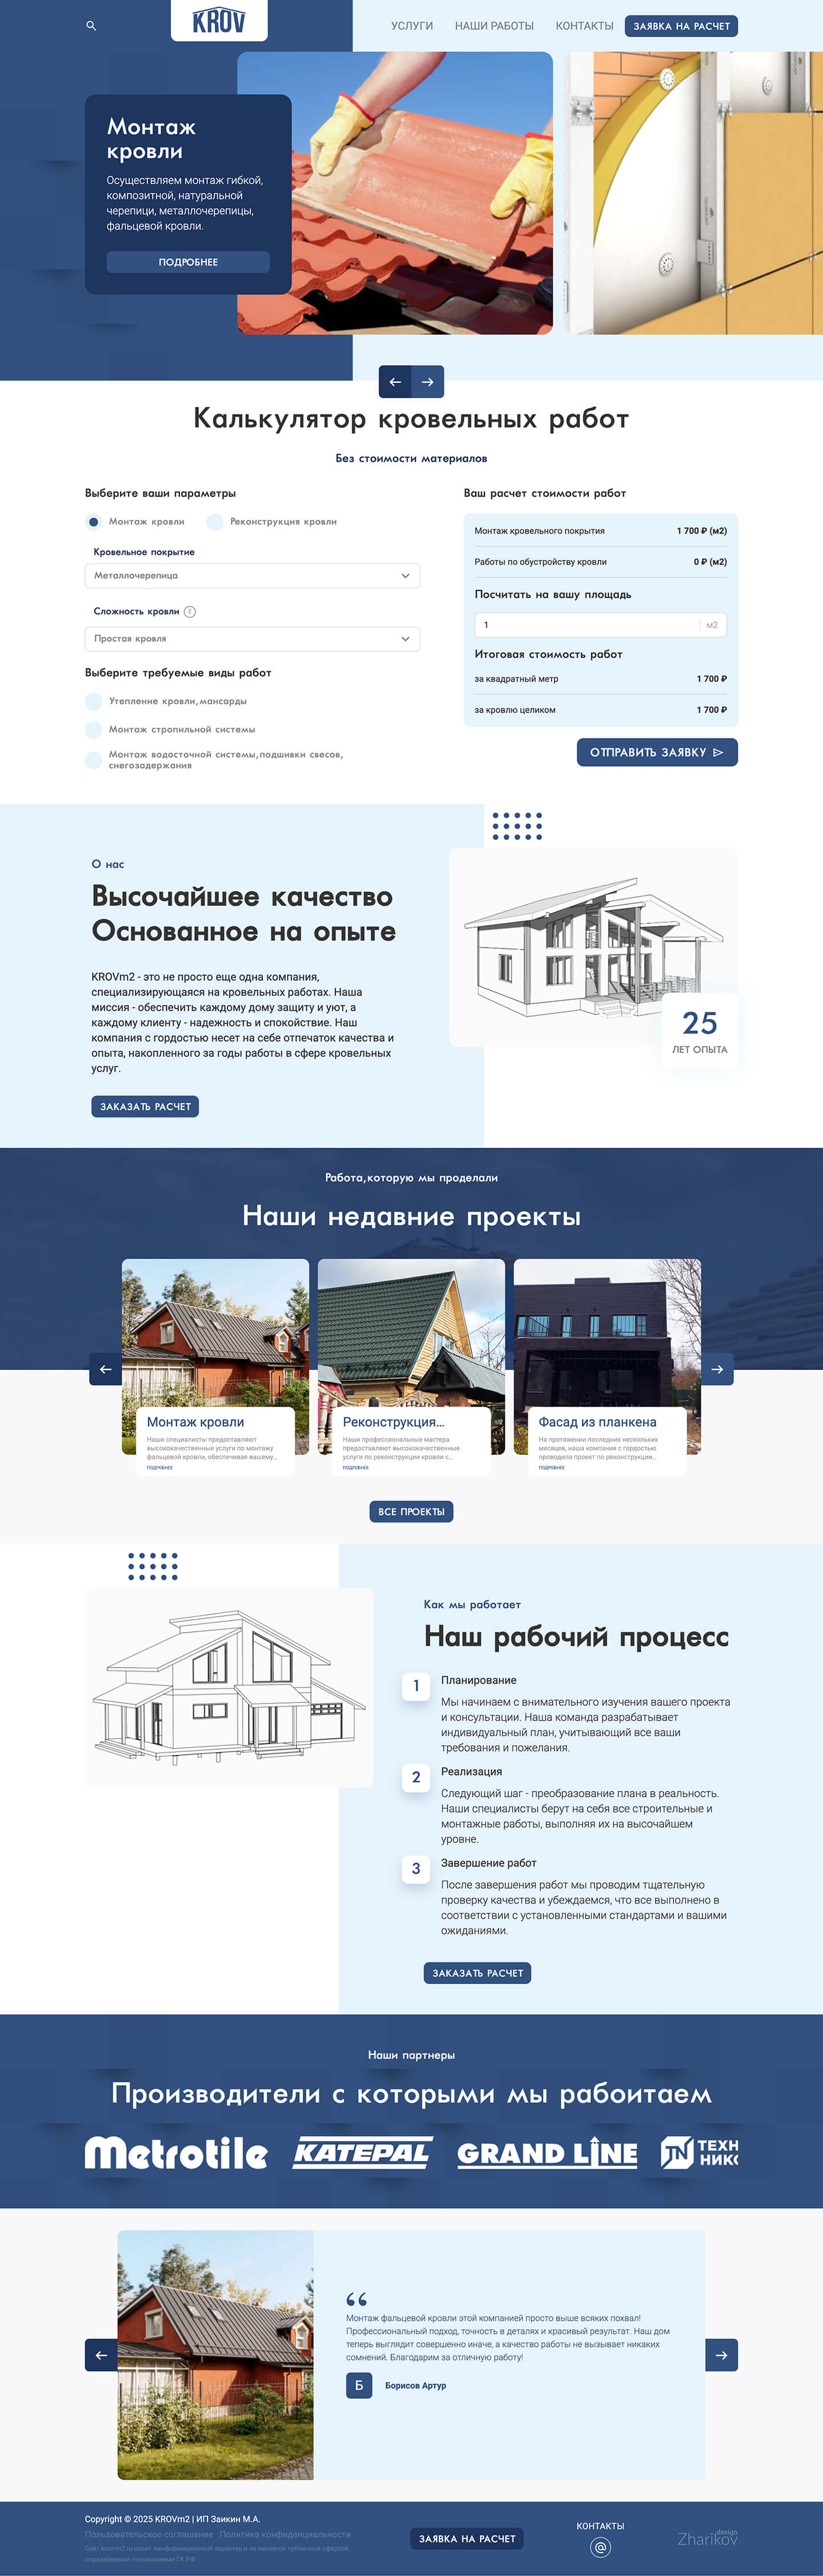 KROV
УСЛУГИ
НАШИ РАБОТЫ
КОНТАКТЫ
ЗАЯВКА НА РАСЧЕТ
Монтаж
кровли
Осуществляем монтаж гибкой,
композитной, натуральной
черепици, металлочерепицы,
фальцевой кровли.
ПОДРОБНЕЕ
Калькулятор кровельных работ
Без стоимости материалов
Выберите ваши параметры
Монтаж кровли
Реконструкция кровли
Кровельное покрытие
Металлочерепица
Сложность кровли ?
Простая кровля
Выберите требуемые виды работ
Утепление кровли, мансарды
Монтаж стропильной системы
Монтаж водосточной системы, подшивки свесов,
снегозадержания
Ваш расчет стоимости работ
Монтаж кровельного покрытия 1 700 ₽ (м2)
Работы по обустройству кровли 0 ₽ (м2)
Посчитать на вашу площадь
1 м2
Итоговая стоимость работ
за квадратный метр 1 700 ₽
за кровлю целиком 1 700 ₽
ОТПРАВИТЬ ЗАЯВКУ
О нас
Высочайшее качество
Основанное на опыте
KROVm2 - это не просто еще одна компания,
специализирующаяся на кровельных работах. Наша
миссия - обеспечить каждому дому защиту и уют, а
каждому клиенту - надежность и спокойствие. Наш
компания с гордостью несет на себе отпечаток качества и
опыта, накопленного за годы работы в сфере кровельных
услуг.
ЗАКАЗАТЬ РАСЧЕТ
25
ЛЕТ ОПЫТА
Работа, которую мы проделали
Наши недавние проекты
Монтаж кровли
Наши специалисты предоставляют
высококачественные услуги по монтажу
фальцевой кровли, обеспечивая вашему...
ПОДРОБНЕЕ
Реконструкция...
Наши профессиональные мастера
предоставляют высококачественные
услуги по реконструкции кровли с...
ПОДРОБНЕЕ
Фасад из планкена
На протяжении последних нескольких
месяцев, наша компания с гордостью
проводила проект по реконструкции...
ПОДРОБНЕЕ
ВСЕ ПРОЕКТЫ
Как мы работает
Наш рабочий процесс
1 Планирование
Мы начинаем с внимательного изучения вашего проекта
и консультации. Наша команда разрабатывает
индивидуальный план, учитывающий все ваши
требования и пожелания.
2 Реализация
Следующий шаг - преобразование плана в реальность.
Наши специалисты берут на себя все строительные и
монтажные работы, выполняя их на высочайшем
уровне.
3 Завершение работ
После завершения работ мы проводим тщательную
проверку качества и убеждаемся, что все выполнено в
соответствии с установленными стандартами и вашими
ожиданиями.
ЗАКАЗАТЬ РАСЧЕТ
Наши партнеры
Производители с которыми мы рабоитаем
Metrotile
KATEPAL
GRAND LINE
TN ТЕХН
НИКО
Монтаж фальцевой кровли этой компанией просто выше всяких похвал!
Профессиональный подход, точность в деталях и красивый результат. Наш дом
теперь выглядит совершенно иначе, а качество работы не вызывает никаких
сомнений. Благодарим за отличную работу!
Б Борисов Артур
Copyright © 2025 KROVm2 | ИП Заикин М.А.
Пользовательское соглашение Политика конфиденциальности
Сайт krov-m2.ru носит информационный характер и не является публичной офертой,
определяемой положениями ГК РФ.
ЗАЯВКА НА РАСЧЕТ
КОНТАКТЫ
design
Zharikov